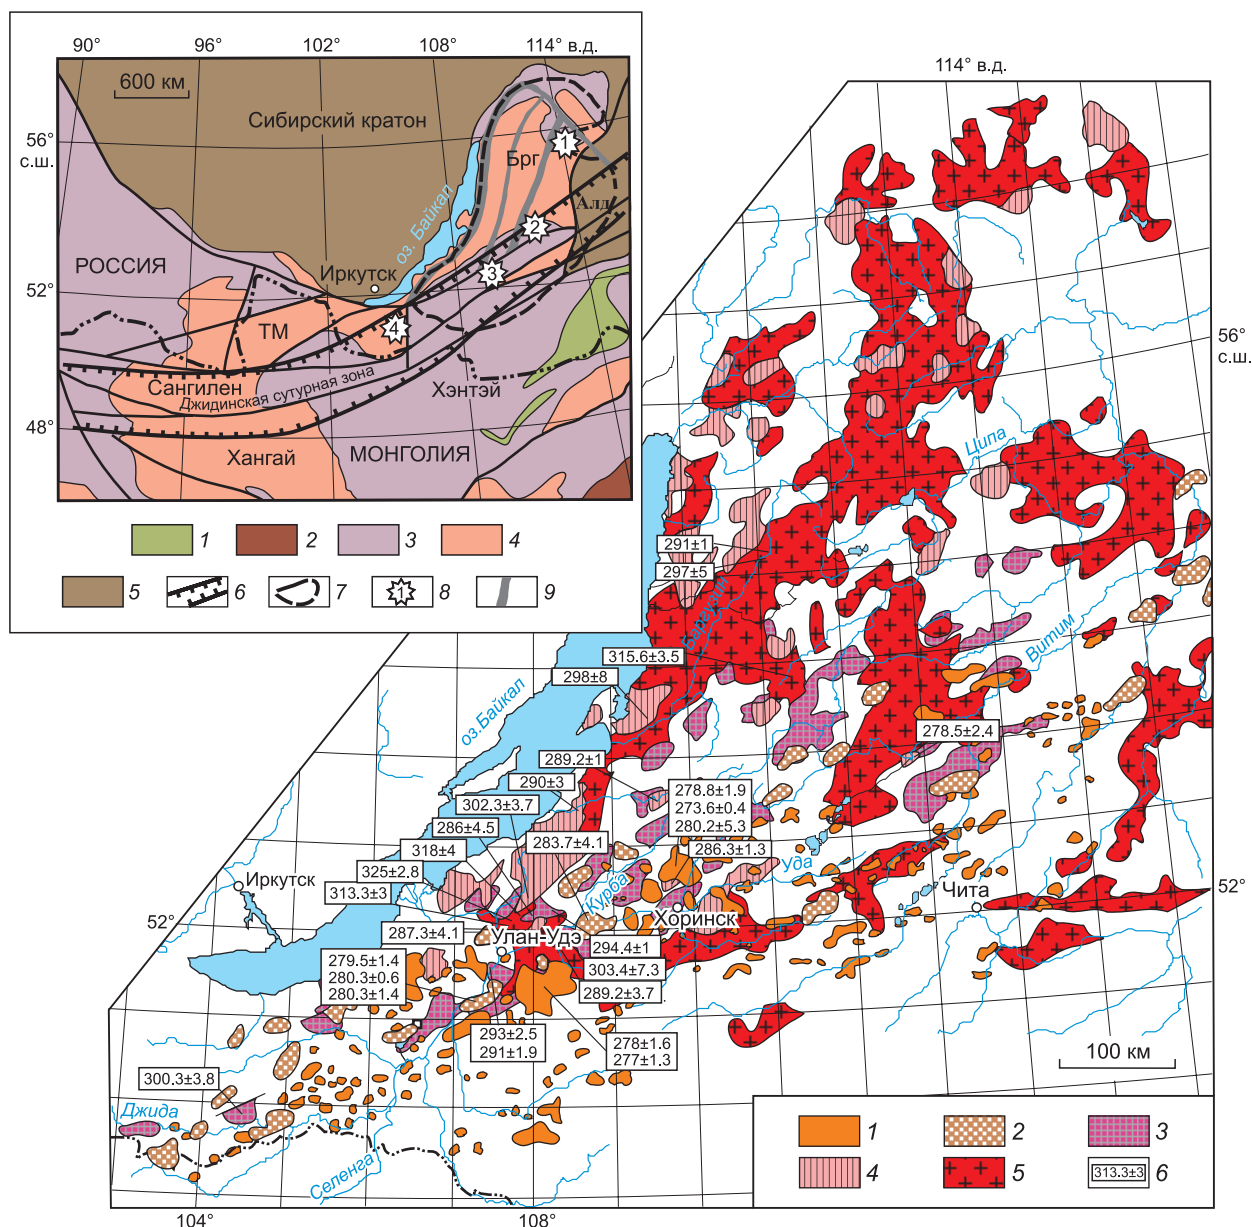 90°
96°
102°
108°
114° в.д.
600 км
Сибирский кратон
56°
с.ш.
Брг
1
Алд
оз. Байкал
2
РОССИЯ
Иркутск
3
52°
4
ТМ
Сангилен
Джидинская сутурная зона
Хэнтэй
48°
Хангай
МОНГОЛИЯ
1
2
3
4
5
6
7
1
8
9
114° в.д.
56°
с.ш.
Ципа
291±1
297±5
Баргузин
Витим
315.6±3.5
298±8
оз.Байкал
278.5±2.4
289.2±1
290±3
278.8±1.9
273.6±0.4
280.2±5.3
302.3±3.7
286±4.5
283.7±4.1
286.3±1.3
318±4
Уда
325±2.8
Курба
Иркутск
313.3±3
Чита
52°
52°
Хоринск
287.3±4.1
Улан-Удэ
294.4±1
279.5±1.4
280.3±0.6
280.3±1.4
303.4±7.3
289.2±3.7
293±2.5
291±1.9
278±1.6
277±1.3
100 км
300.3±3.8
Джида
Селенга
1
2
3
4
5
313.3±3
6
104°
108°